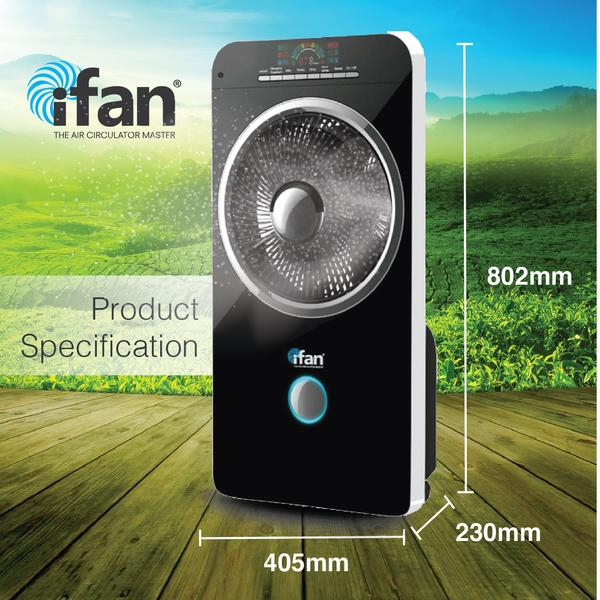 ifan®
THE AIR CIRCULATOR MASTER
Product
Specification
ifan
802mm
230mm
405mm